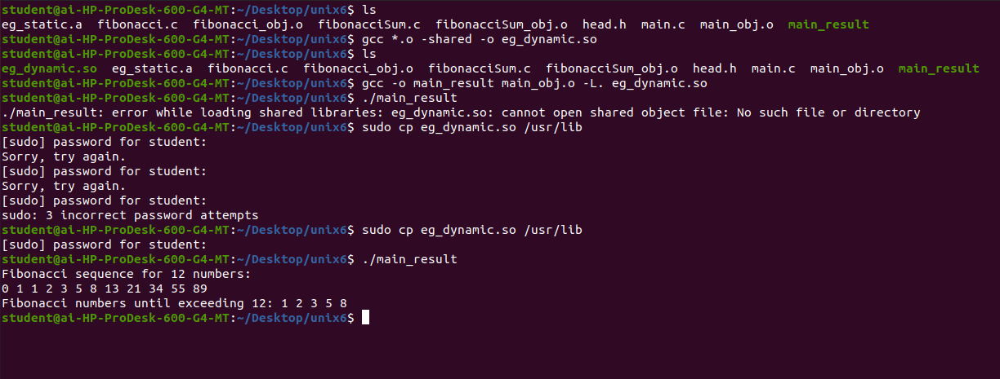 student@ai-HP-ProDesk-600-G4-MT:~/Desktop/unix6$ ls
eg_static.a  fibonacci.c  fibonacci_obj.o  fibonacciSum.c  fibonacciSum_obj.o  head.h  main.c  main_obj.o  main_result
student@ai-HP-ProDesk-600-G4-MT:~/Desktop/unix6$ gcc *.o -shared -o eg_dynamic.so
student@ai-HP-ProDesk-600-G4-MT:~/Desktop/unix6$ ls
eg_dynamic.so  eg_static.a  fibonacci.c  fibonacci_obj.o  fibonacciSum.c  fibonacciSum_obj.o  head.h  main.c  main_obj.o  main_result
student@ai-HP-ProDesk-600-G4-MT:~/Desktop/unix6$ gcc -o main_result main_obj.o -L. eg_dynamic.so
student@ai-HP-ProDesk-600-G4-MT:~/Desktop/unix6$ ./main_result
./main_result: error while loading shared libraries: eg_dynamic.so: cannot open shared object file: No such file or directory
student@ai-HP-ProDesk-600-G4-MT:~/Desktop/unix6$ sudo cp eg_dynamic.so /usr/lib
[sudo] password for student:
Sorry, try again.
[sudo] password for student:
Sorry, try again.
[sudo] password for student:
sudo: 3 incorrect password attempts
student@ai-HP-ProDesk-600-G4-MT:~/Desktop/unix6$ sudo cp eg_dynamic.so /usr/lib
[sudo] password for student:
student@ai-HP-ProDesk-600-G4-MT:~/Desktop/unix6$ ./main_result
Fibonacci sequence for 12 numbers:
0 1 1 2 3 5 8 13 21 34 55 89
Fibonacci numbers until exceeding 12: 1 2 3 5 8
student@ai-HP-ProDesk-600-G4-MT:~/Desktop/unix6$